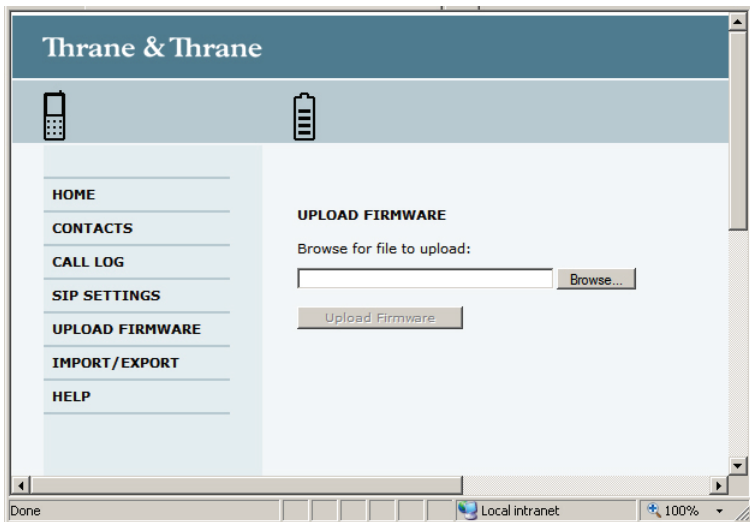 Thrane & Thrane
HOME
CONTACTS
CALL LOG
SIP SETTINGS
UPLOAD FIRMWARE
IMPORT/EXPORT
HELP
UPLOAD FIRMWARE
Browse for file to upload:
Browse...
Upload Firmware
Done
Local intranet
100%